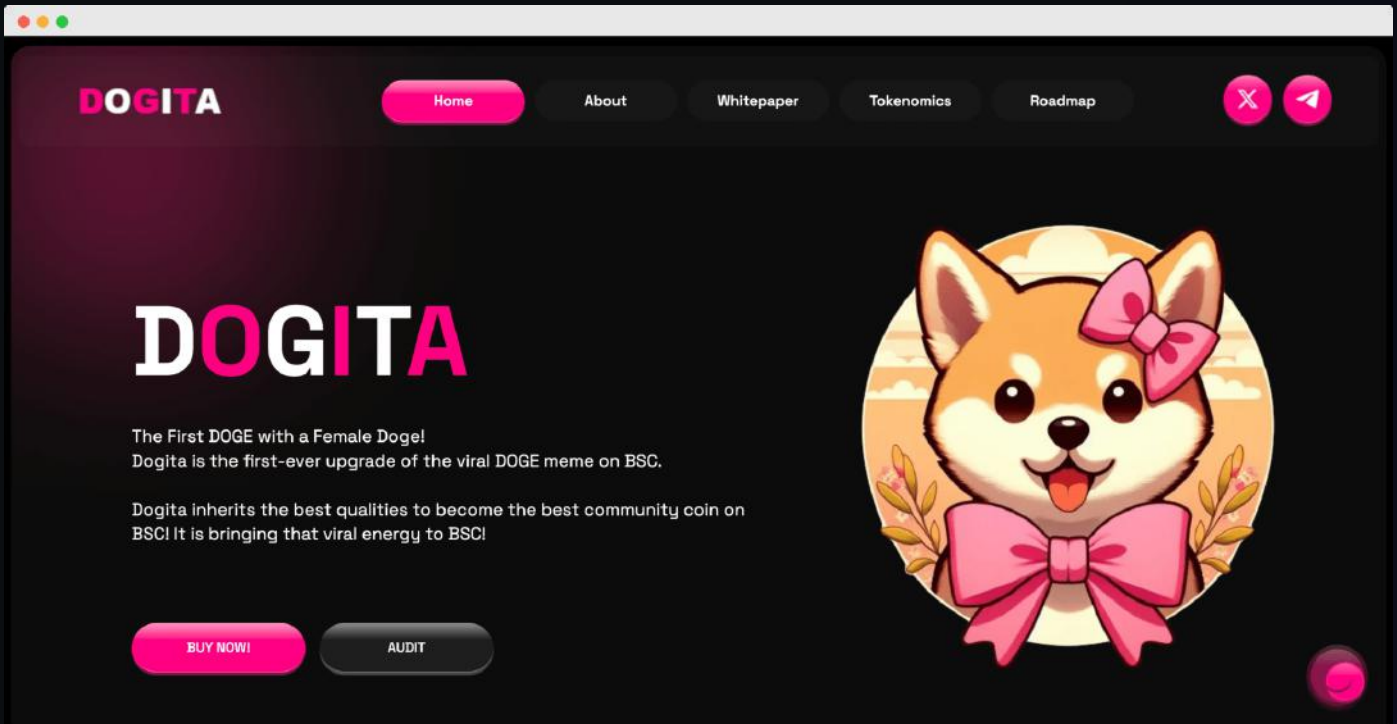 DOGITA
Home
About
Whitepaper
Tokenomics
Roadmap
DOGITA
The First DOGE with a Female Doge!
Dogita is the first-ever upgrade of the viral DOGE meme on BSC.
Dogita inherits the best qualities to become the best community coin on
BSC! It is bringing that viral energy to BSC!
BUY NOW!
AUDIT